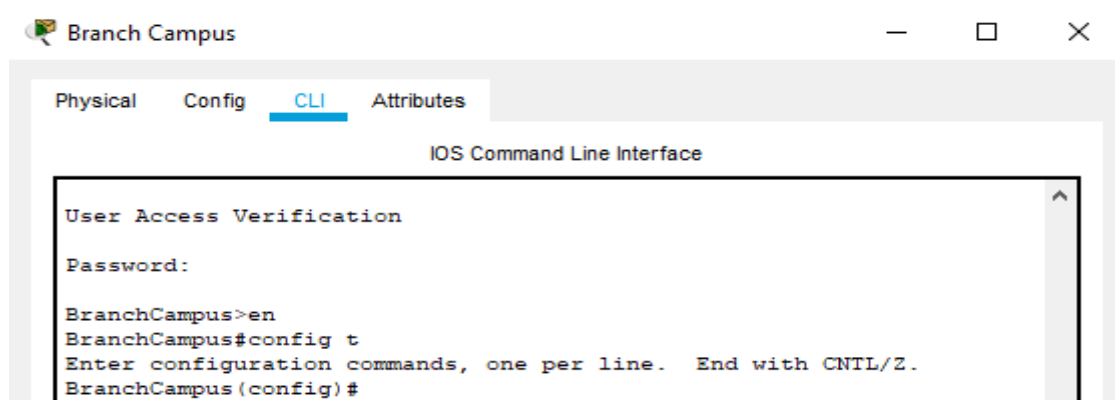 Branch Campus
Physical Config CLI Attributes
IOS Command Line Interface
User Access Verification
Password:
BranchCampus>en
BranchCampus#config t
Enter configuration commands, one per line.  End with CNTL/Z.
BranchCampus(config)#